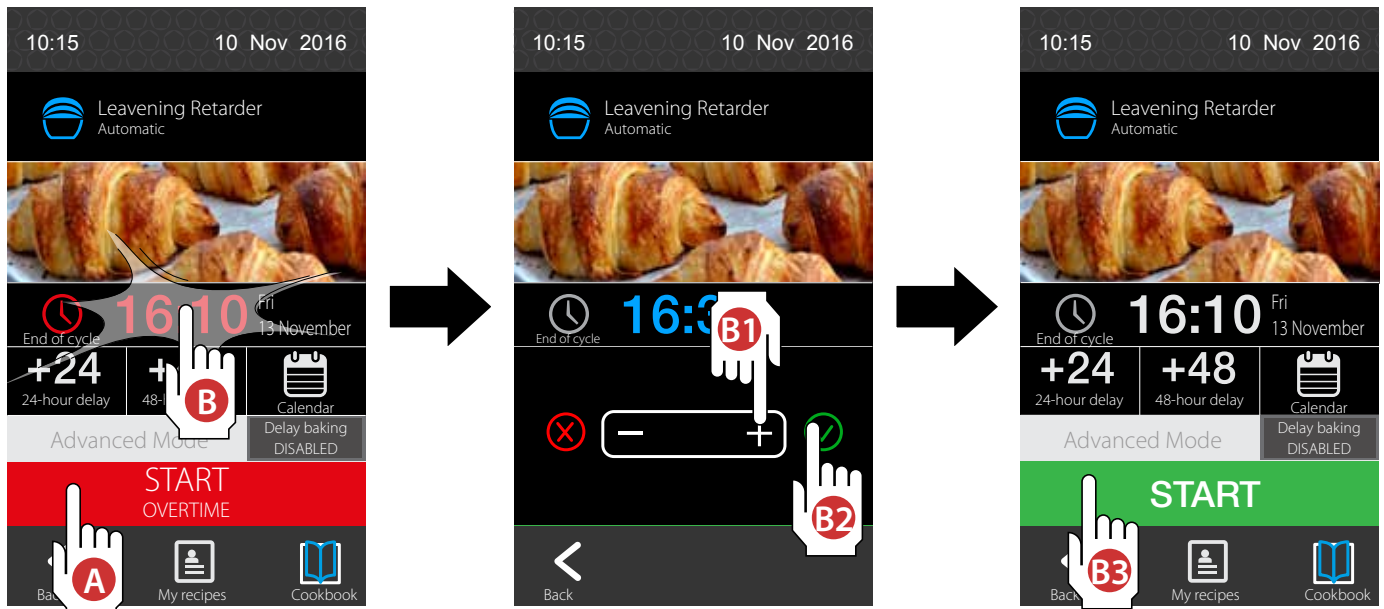 10:15 10 Nov 2016
Leavening Retarder
Automatic
16:10 Fri
13 November
End of cycle
+24
24-hour delay
Calendar
Advanced Mode
Delay baking
DISABLED
START
OVERTIME
My recipes
Cookbook
A
B
10:15 10 Nov 2016
Leavening Retarder
Automatic
16:3
End of cycle
B1
− +
B2
Back
10:15 10 Nov 2016
Leavening Retarder
Automatic
16:10 Fri
13 November
End of cycle
+24 +48
24-hour delay 48-hour delay
Calendar
Advanced Mode
Delay baking
DISABLED
START
B3
Back
My recipes
Cookbook